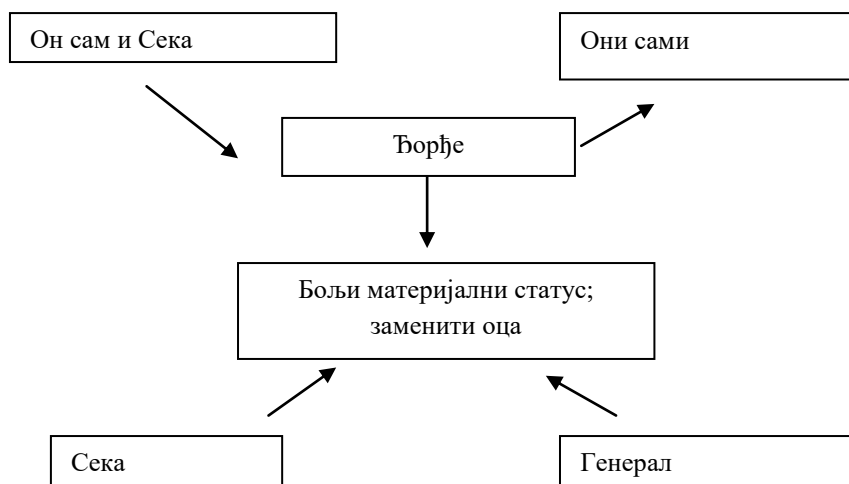 Он сам и Сека
Они сами
Ђорђе
Бољи материјални статус;
заменити оца
Сека
Генерал